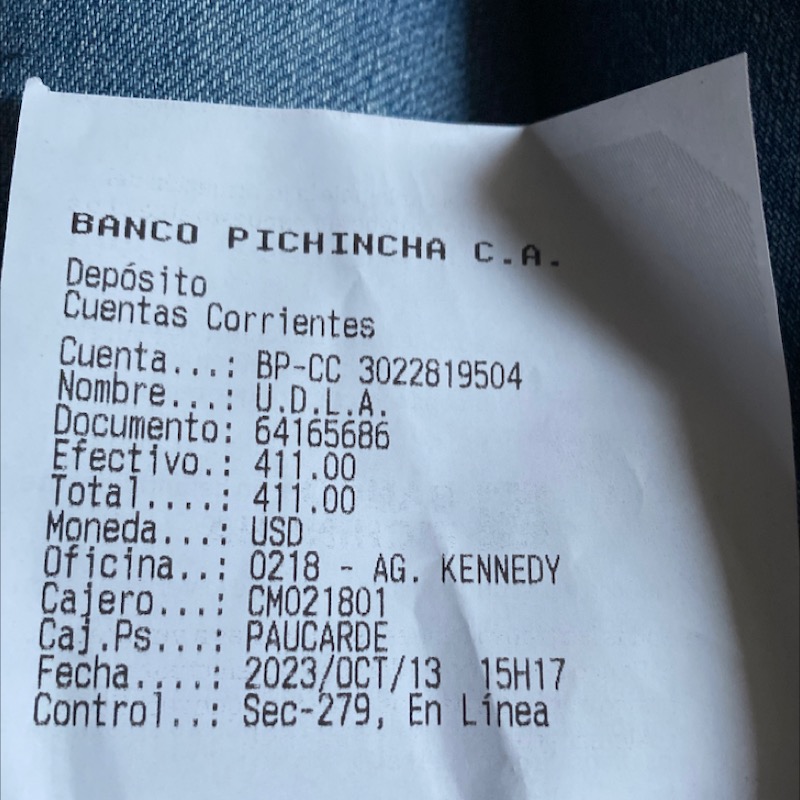 BANCO PICHINCHA C.A.
Depósito
Cuentas Corrientes
Cuenta...: BP-CC 3022819504
Nombre...: U.D.L.A.
Documento: 64165686
Efectivo.: 411.00
Total....: 411.00
Moneda...: USD
Oficina..: 0218 - AG. KENNEDY
Cajero...: CM021801
Caj.Ps...: PAUCARDE
Fecha....: 2023/OCT/13 15H17
Control..: Sec-279, En Línea